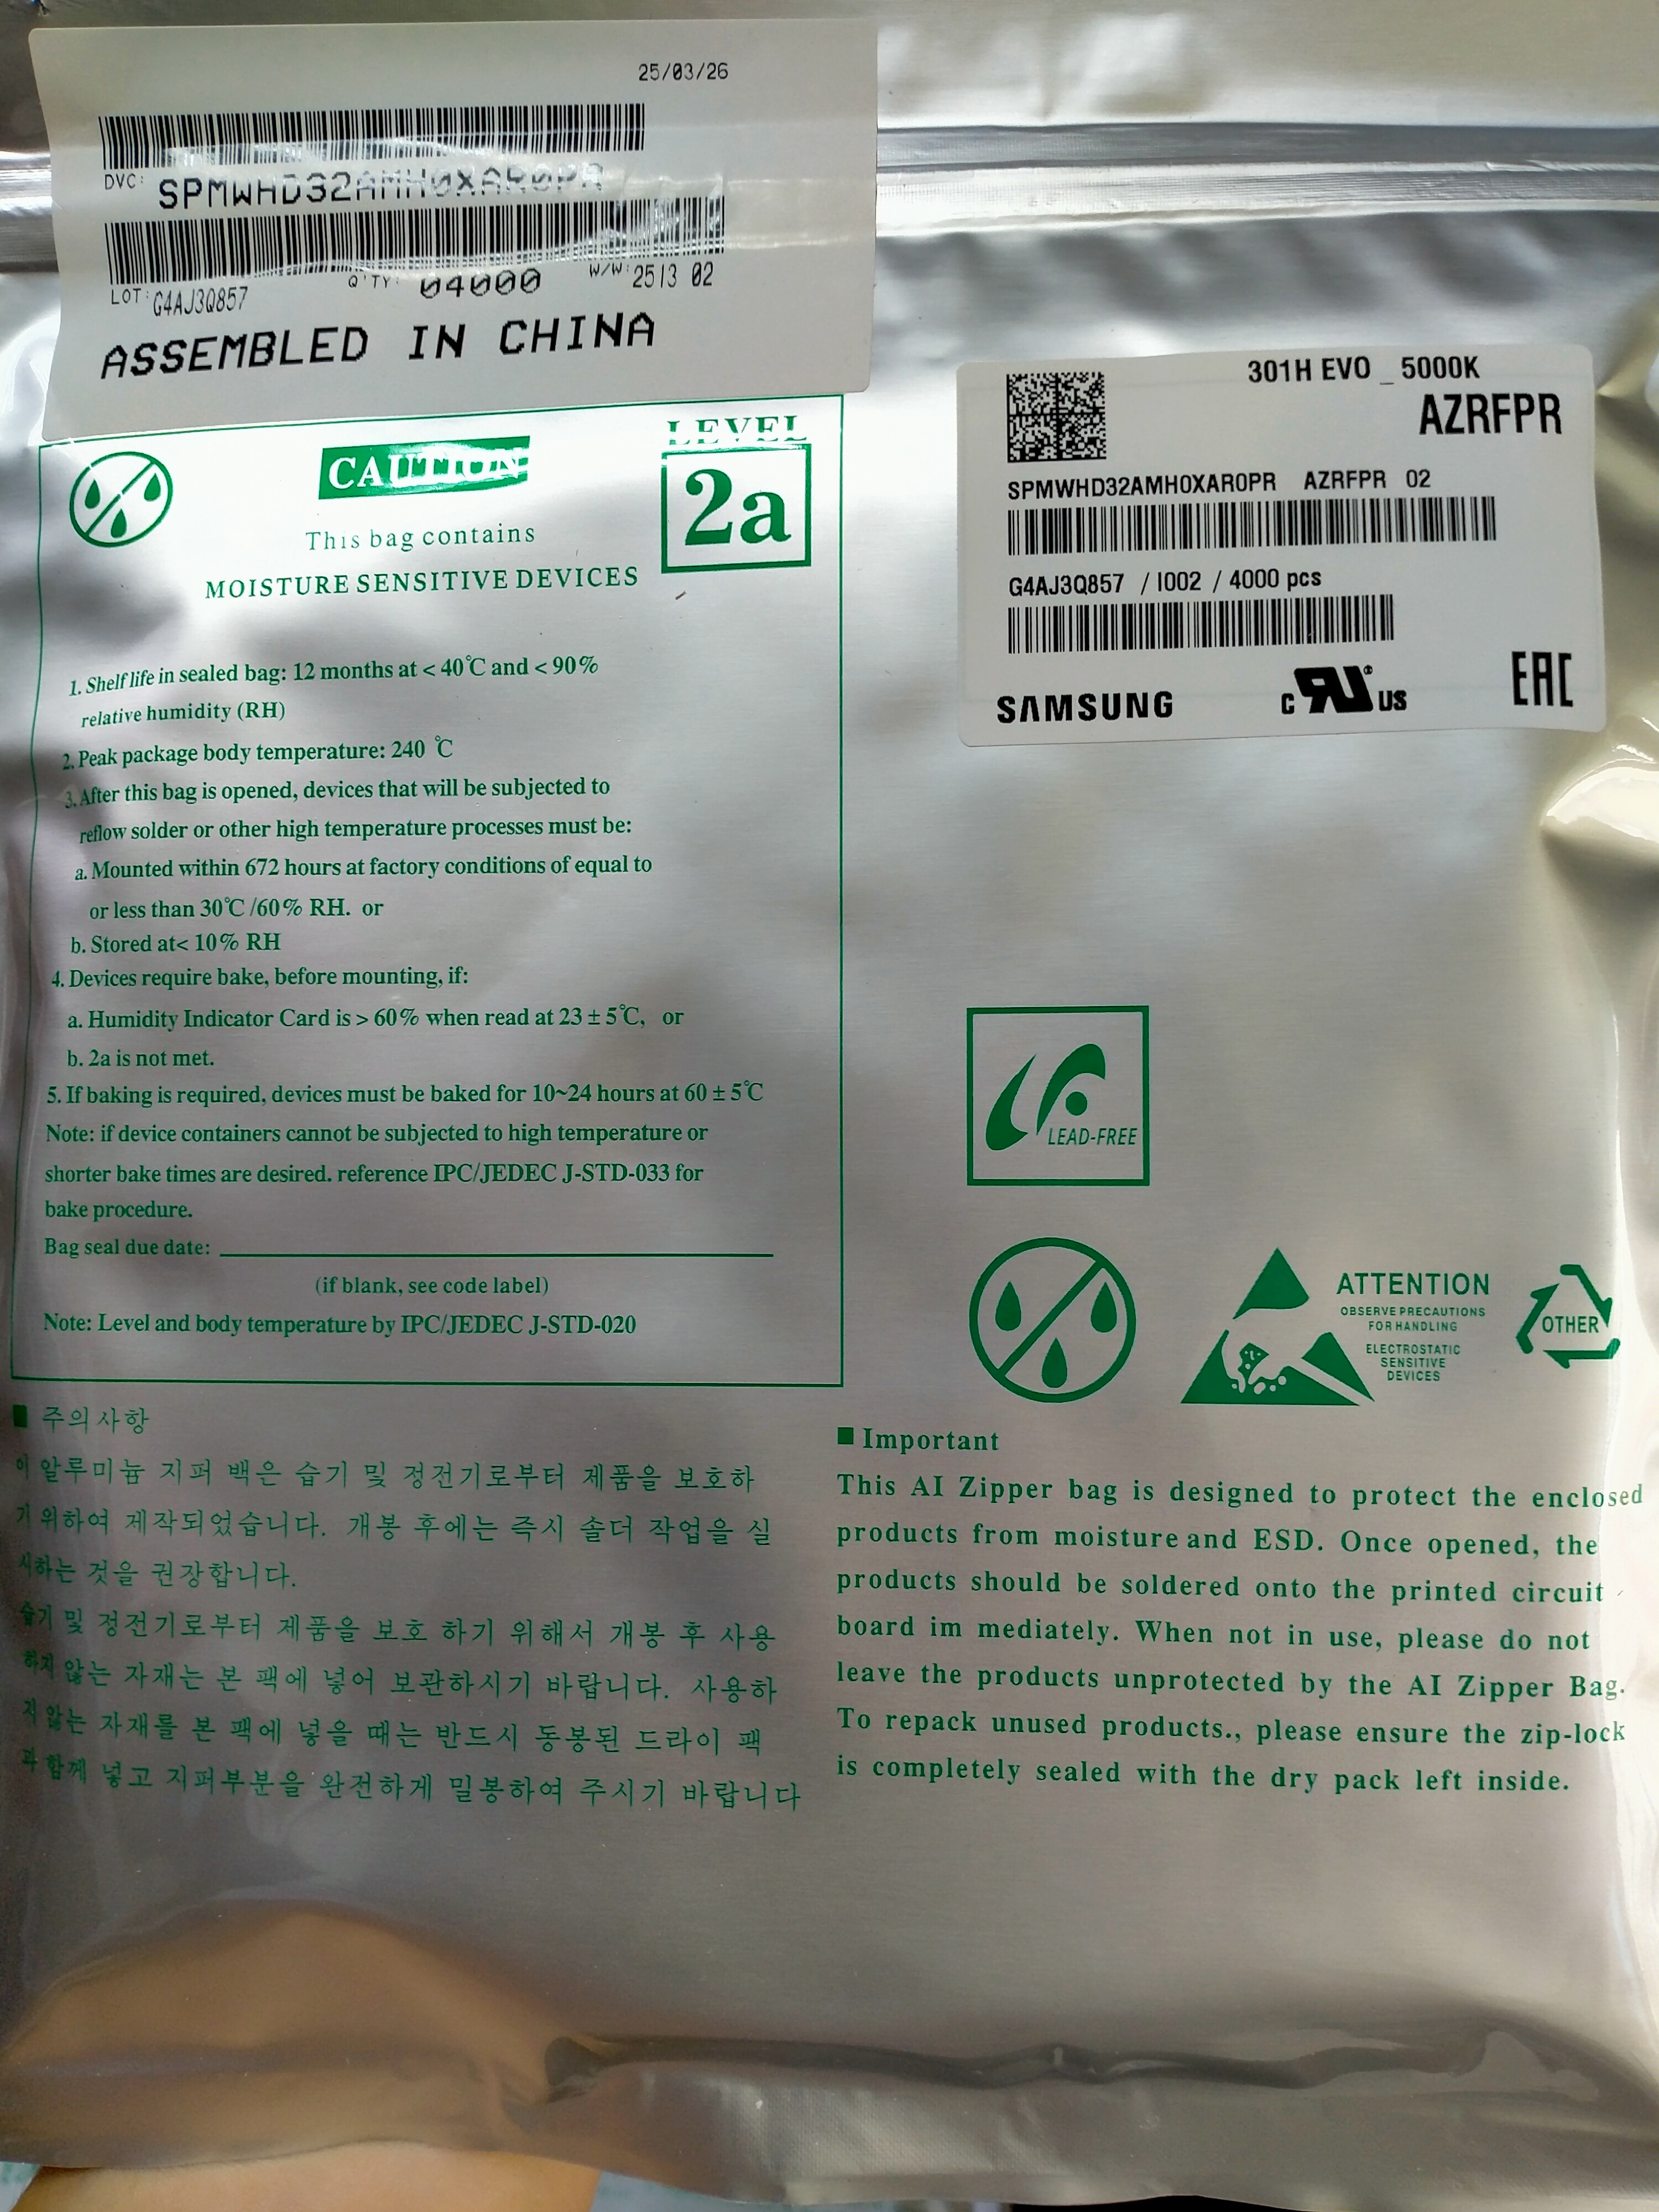 25/03/26
DVC: SPMWHD32AMH0XAR0PR
LOT: G4AJ3Q857 Q'TY: 04000 W/W: 2513 02
ASSEMBLED IN CHINA
301H EVO _ 5000K
AZRFPR
SPMWHD32AMH0XAR0PR AZRFPR 02
G4AJ3Q857 / I002 / 4000 pcs
SAMSUNG
c RU ® US
EAC
CAUTION
This bag contains
MOISTURE SENSITIVE DEVICES
LEVEL
2a
1. Shelf life in sealed bag: 12 months at < 40℃ and < 90%
relative humidity (RH)
2. Peak package body temperature: 240 ℃
3. After this bag is opened, devices that will be subjected to
reflow solder or other high temperature processes must be:
a. Mounted within 672 hours at factory conditions of equal to
or less than 30℃ /60% RH. or
b. Stored at< 10% RH
4. Devices require bake, before mounting, if:
a. Humidity Indicator Card is > 60% when read at 23 ± 5℃, or
b. 2a is not met.
5. If baking is required, devices must be baked for 10~24 hours at 60 ± 5℃
Note: if device containers cannot be subjected to high temperature or
shorter bake times are desired. reference IPC/JEDEC J-STD-033 for
bake procedure.
Bag seal due date:
(if blank, see code label)
Note: Level and body temperature by IPC/JEDEC J-STD-020
LEAD-FREE
ATTENTION
OBSERVE PRECAUTIONS
FOR HANDLING
ELECTROSTATIC
SENSITIVE
DEVICES
OTHER
■ 주의사항
이 알루미늄 지퍼 백은 습기 및 정전기로부터 제품을 보호하
기 위하여 제작되었습니다. 개봉 후에는 즉시 솔더 작업을 실
시하는 것을 권장합니다.
습기 및 정전기로부터 제품을 보호 하기 위해서 개봉 후 사용
하지 않는 자재는 본 팩에 넣어 보관하시기 바랍니다. 사용하
지 않는 자재를 본 팩에 넣을 때는 반드시 동봉된 드라이 팩
과 함께 넣고 지퍼부분을 완전하게 밀봉하여 주시기 바랍니다
■ Important
This AI Zipper bag is designed to protect the enclosed
products from moisture and ESD. Once opened, the
products should be soldered onto the printed circuit
board im mediately. When not in use, please do not
leave the products unprotected by the AI Zipper Bag.
To repack unused products., please ensure the zip-lock
is completely sealed with the dry pack left inside.